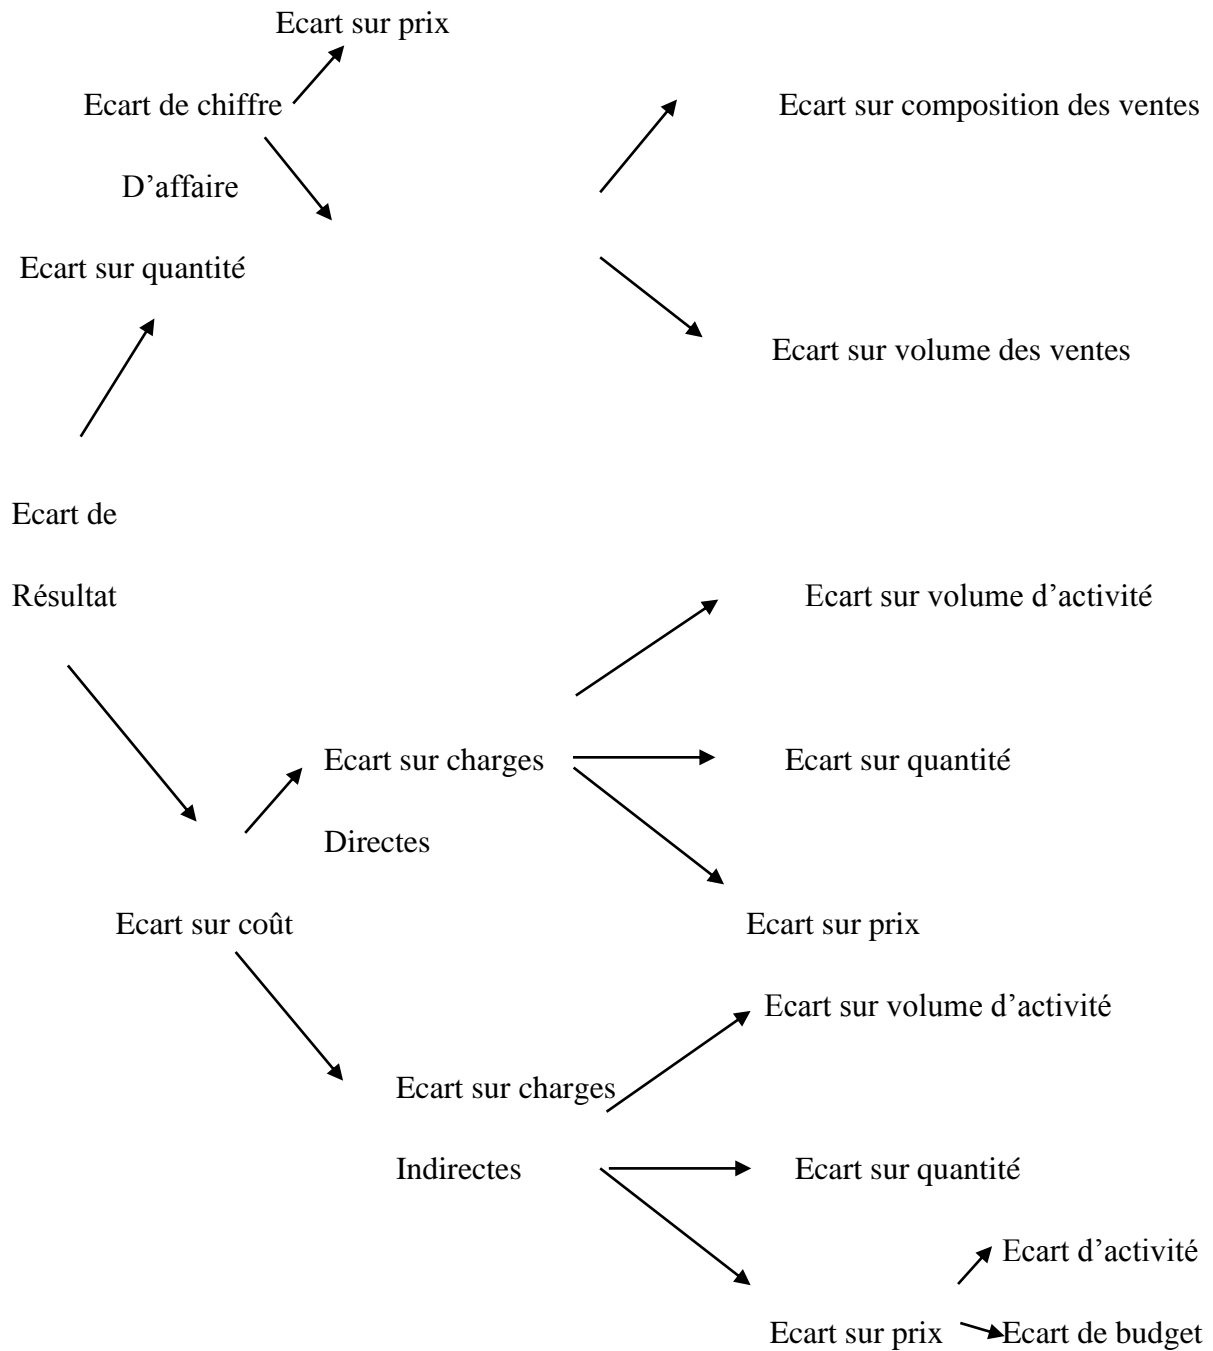 Ecart sur prix
Ecart de chiffre
Ecart sur composition des ventes
D’affaire
Ecart sur quantité
Ecart sur volume des ventes
Ecart de
Résultat
Ecart sur volume d’activité
Ecart sur charges
Ecart sur quantité
Directes
Ecart sur coût
Ecart sur prix
Ecart sur volume d’activité
Ecart sur charges
Indirectes
Ecart sur quantité
Ecart d’activité
Ecart sur prix
Ecart de budget